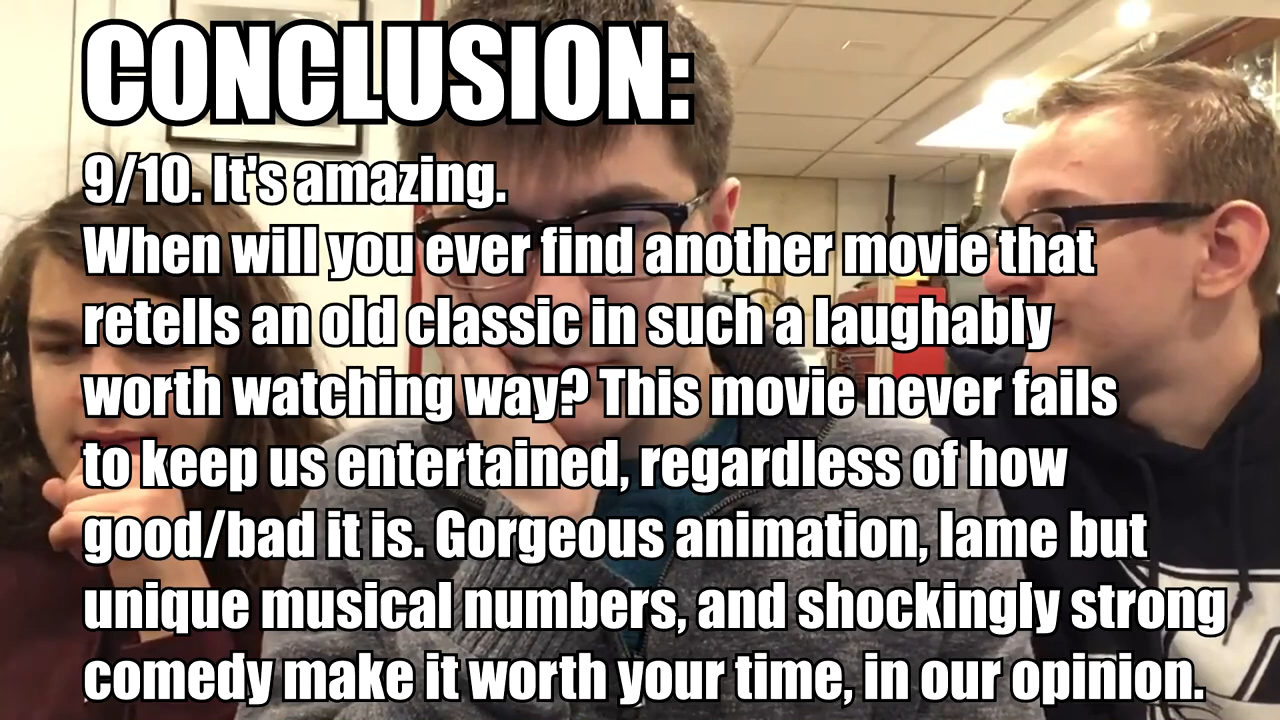 CONCLUSION:
9/10. It's amazing.
When will you ever find another movie that
retells an old classic in such a laughably
worth watching way? This movie never fails
to keep us entertained, regardless of how
good/bad it is. Gorgeous animation, lame but
unique musical numbers, and shockingly strong
comedy make it worth your time, in our opinion.